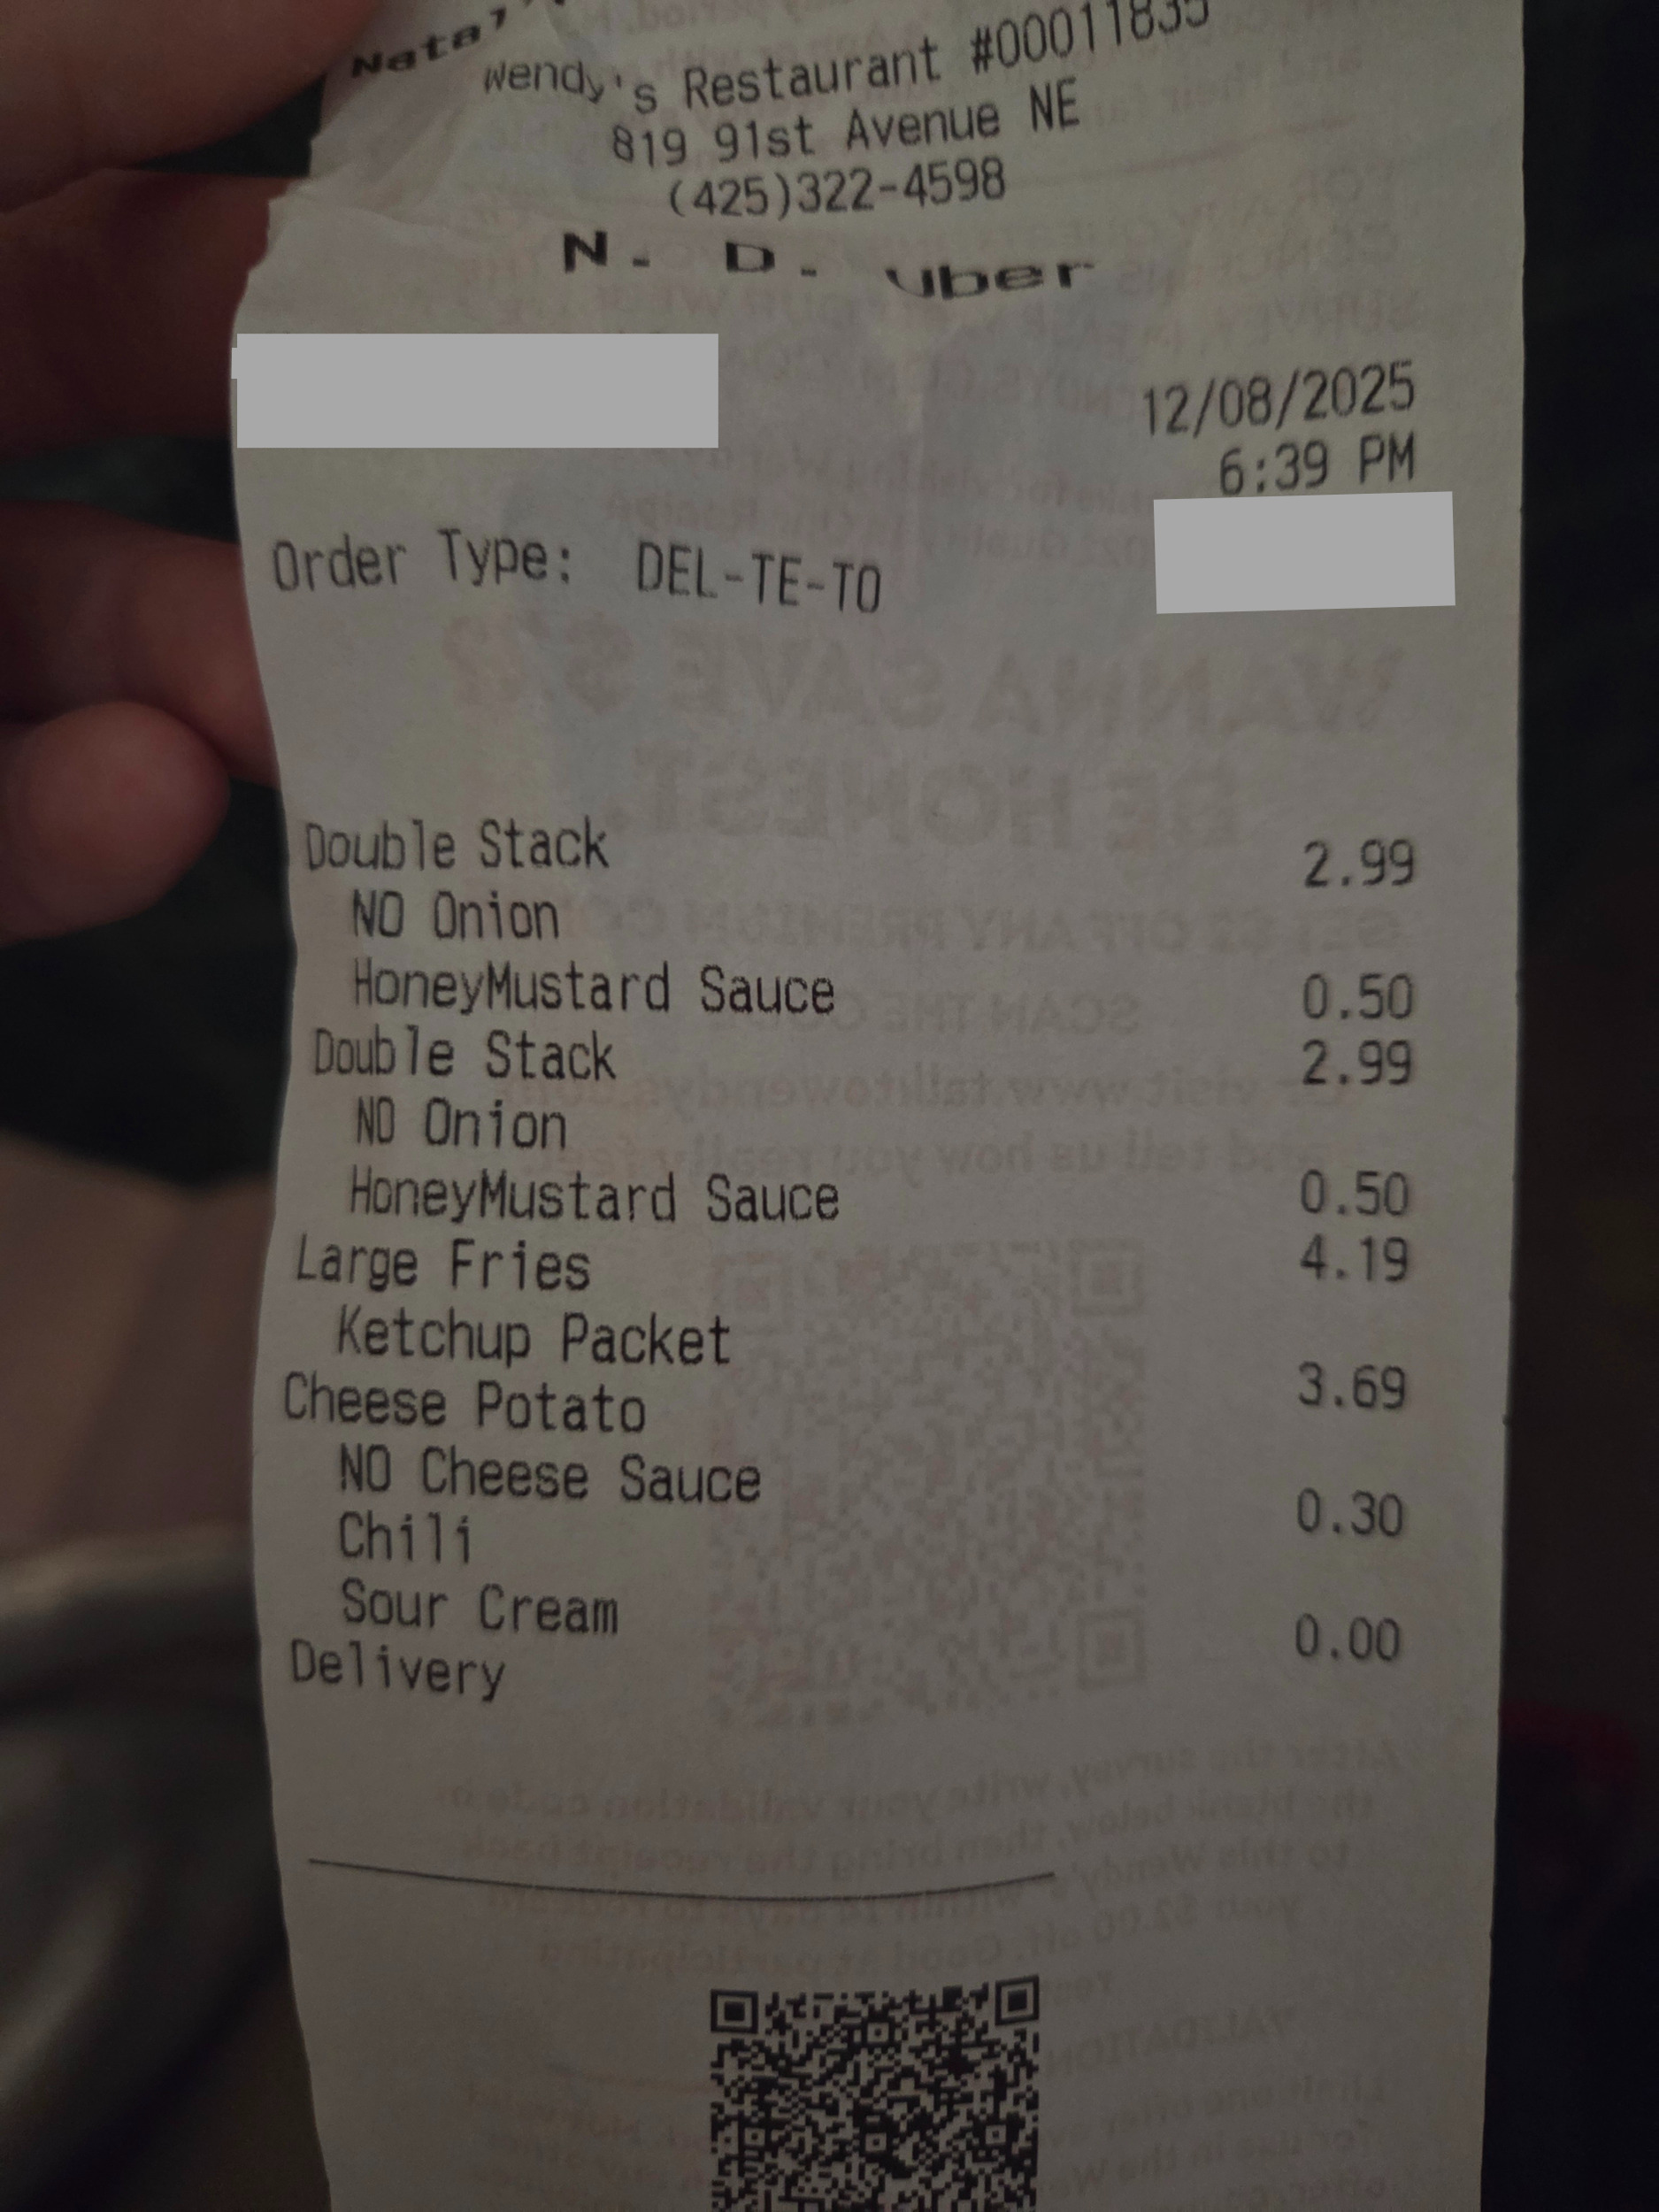 Wendy's Restaurant #00011835
819 91st Avenue NE
(425)322-4598
N. D. Uber
12/08/2025
6:39 PM
Order Type: DEL-TE-TO
Double Stack 2.99
NO Onion
HoneyMustard Sauce 0.50
Double Stack 2.99
NO Onion
HoneyMustard Sauce 0.50
Large Fries 4.19
Ketchup Packet
Cheese Potato 3.69
NO Cheese Sauce
Chili 0.30
Sour Cream
Delivery 0.00